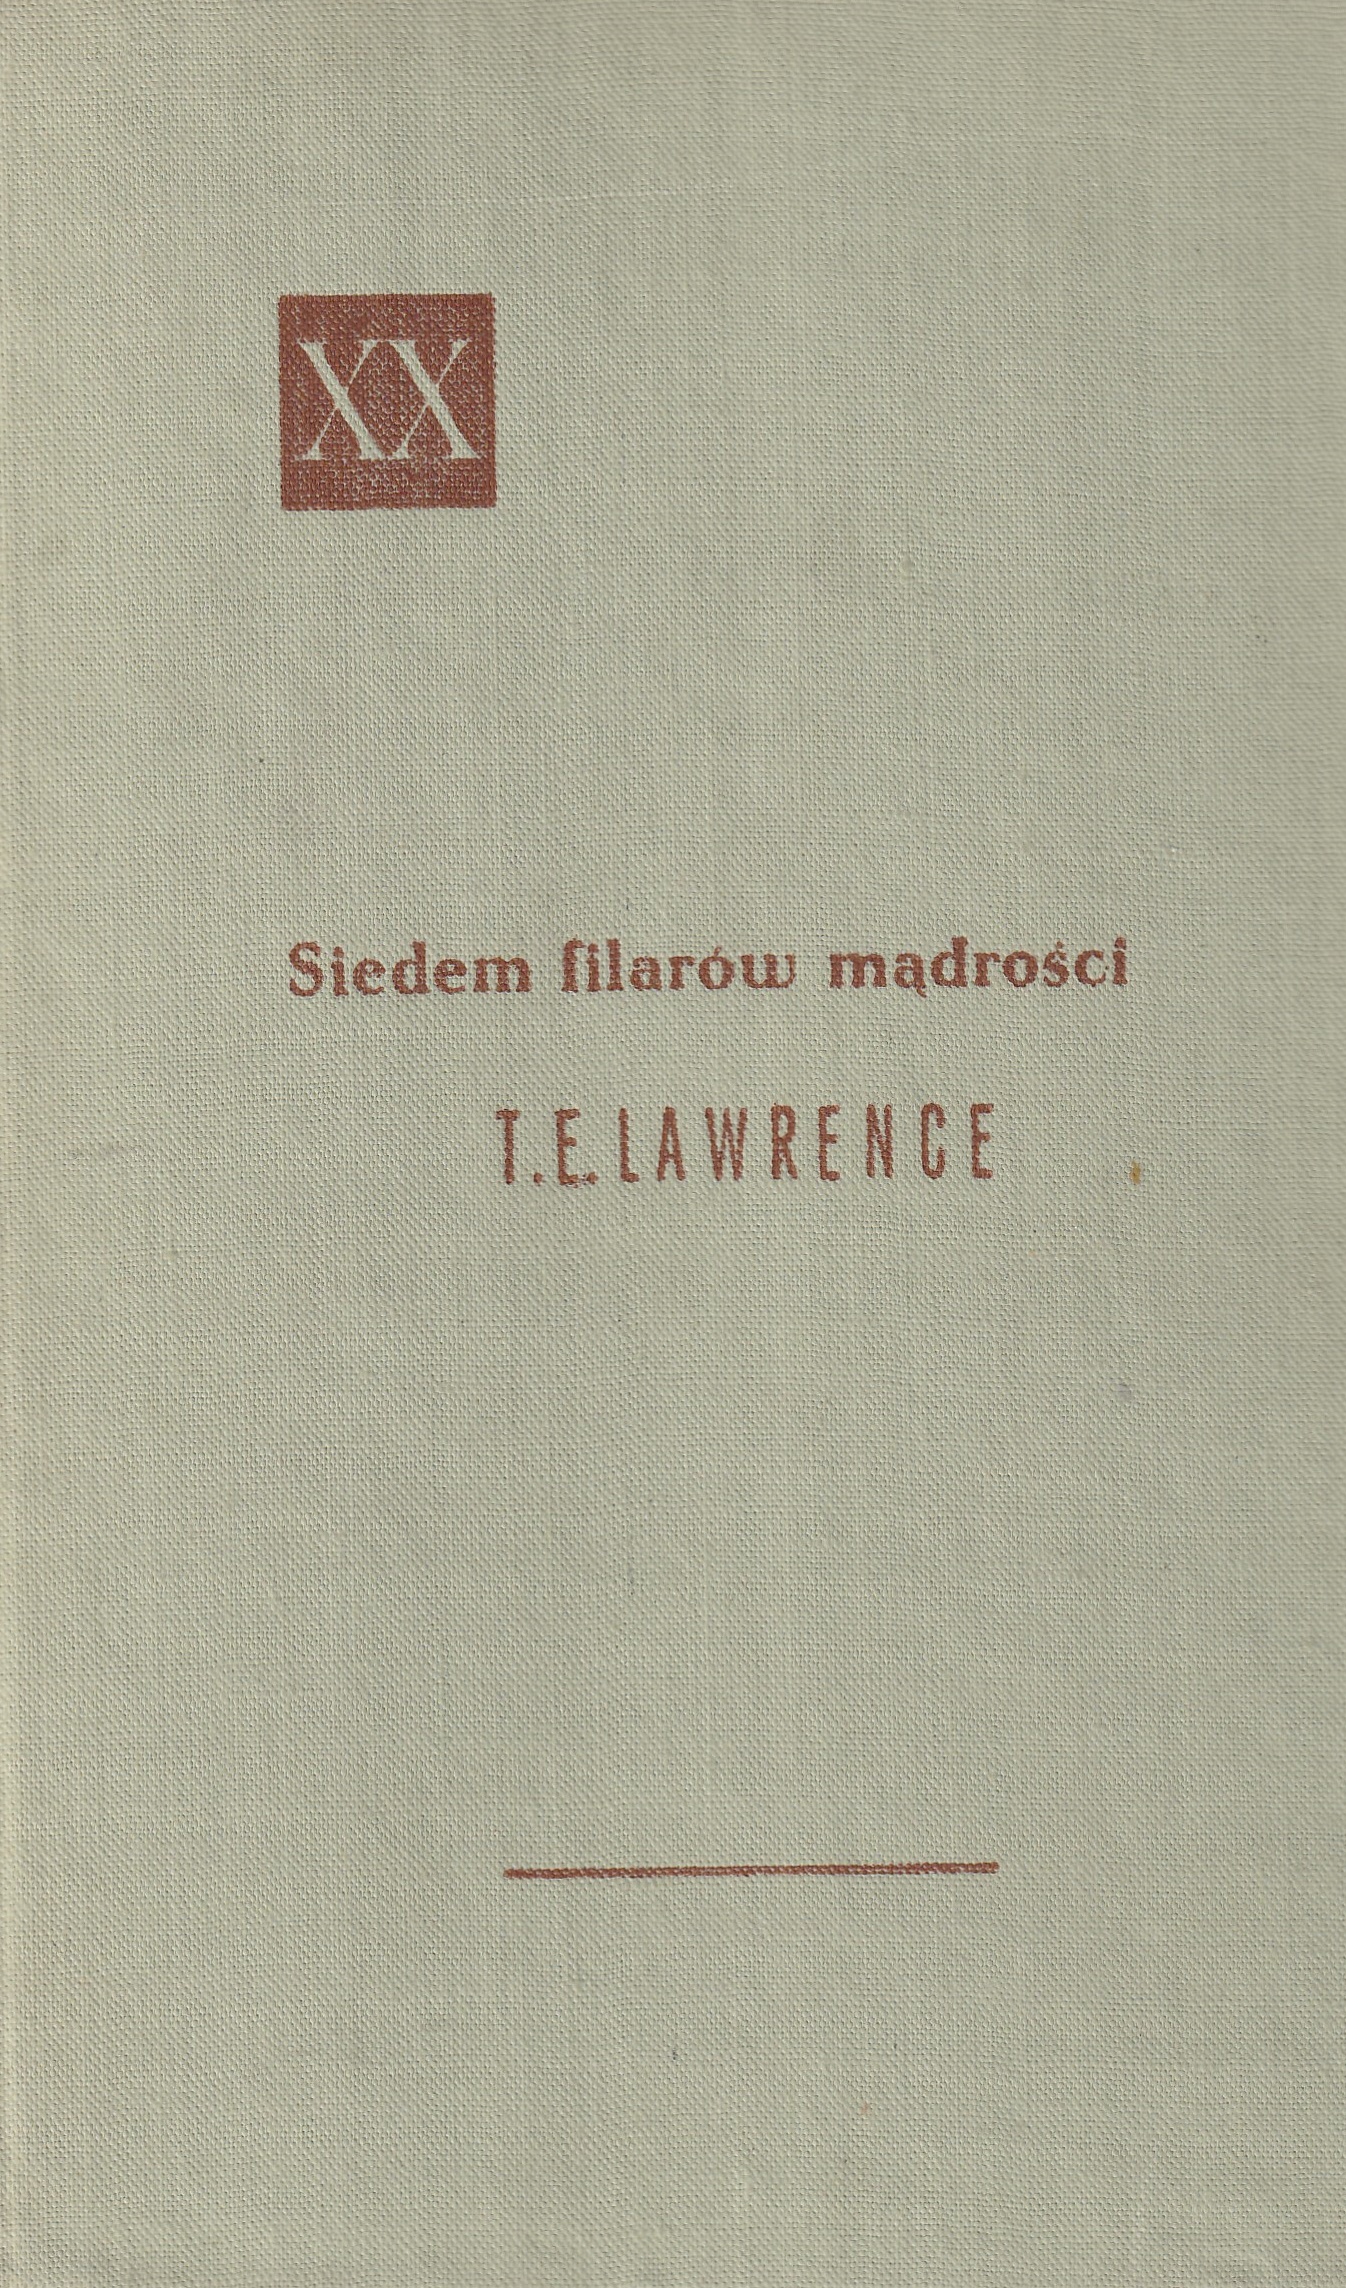 XX
Siedem filarów mądrości
T.E.LAWRENCE